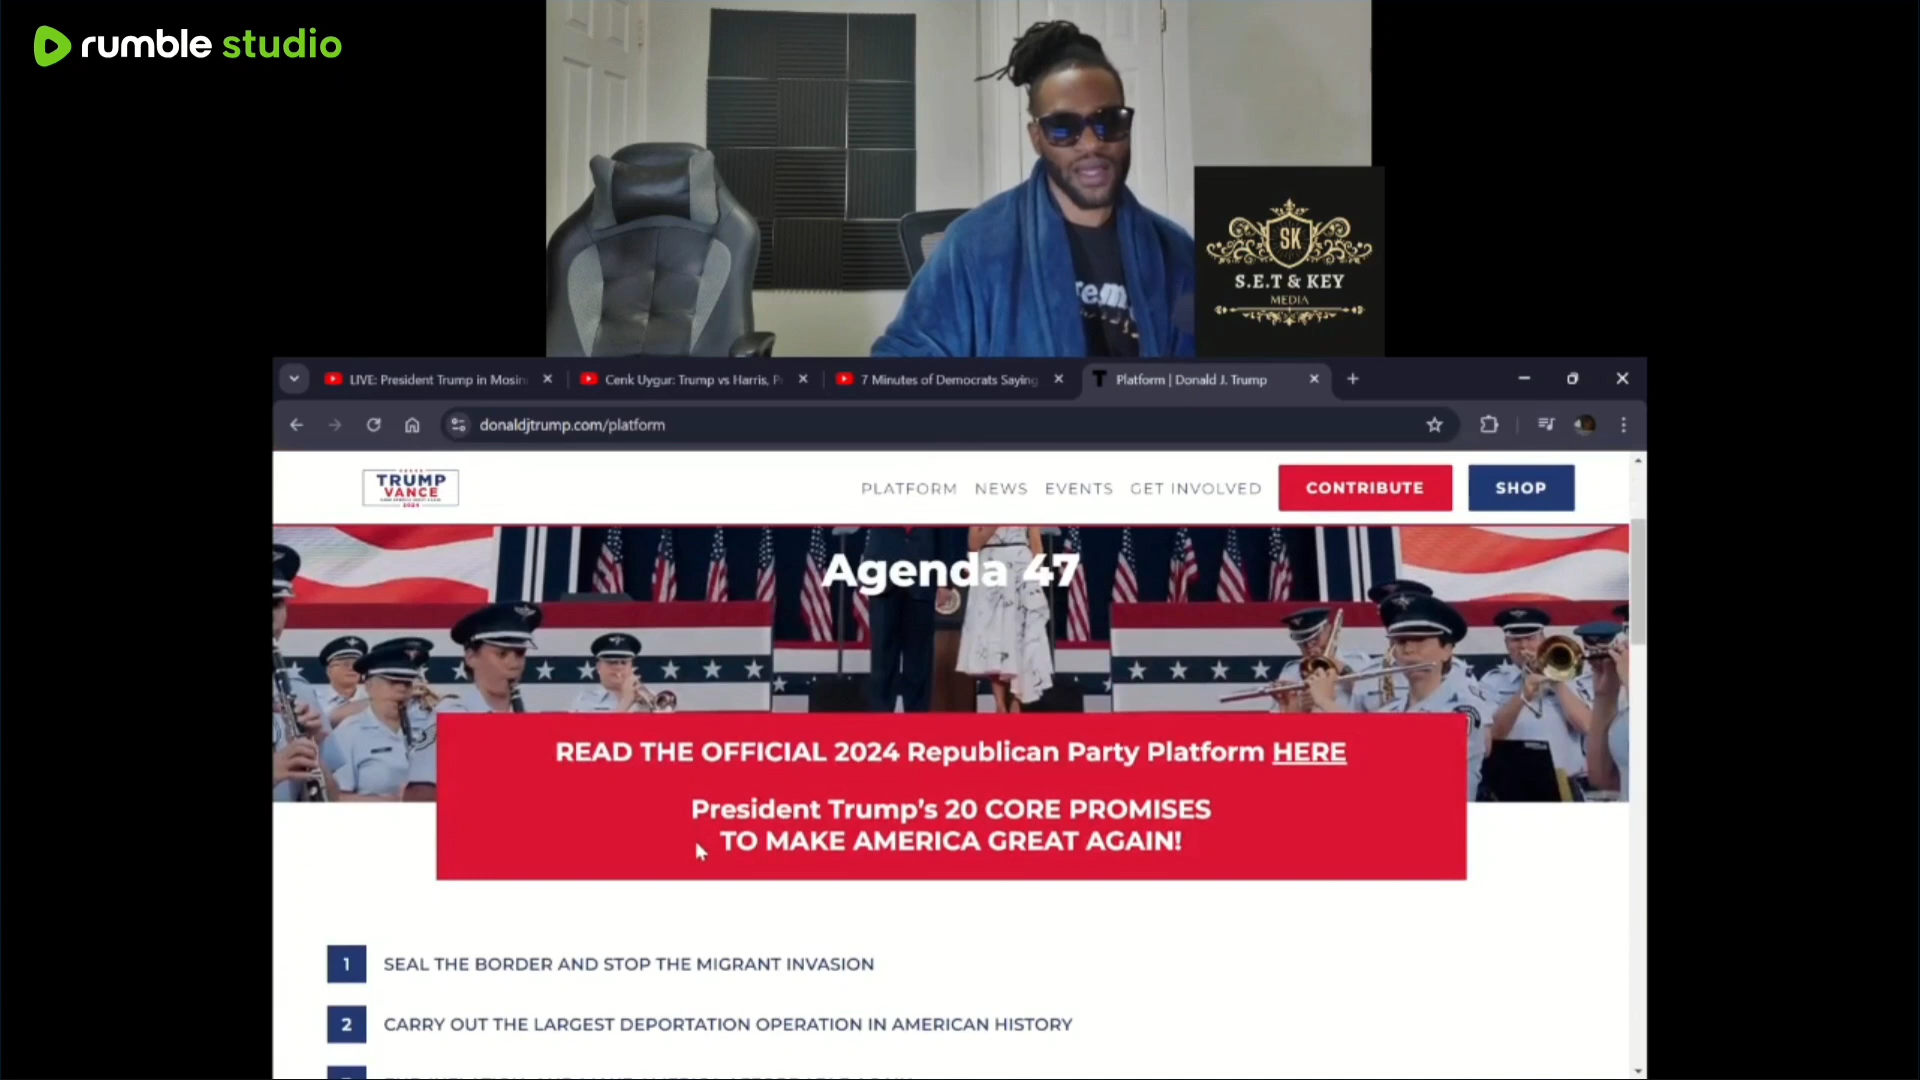 rumble studio
SK
S.E.T & KEY
MEDIA
LIVE: President Trump in Mosin
Cenk Uygur: Trump vs Harris, P
7 Minutes of Democrats Saying
Platform | Donald J. Trump
donaldjtrump.com/platform
TRUMP
VANCE
2024
PLATFORM NEWS EVENTS GET INVOLVED CONTRIBUTE SHOP
Agenda 47
READ THE OFFICIAL 2024 Republican Party Platform HERE
President Trump's 20 CORE PROMISES
TO MAKE AMERICA GREAT AGAIN!
1 SEAL THE BORDER AND STOP THE MIGRANT INVASION
2 CARRY OUT THE LARGEST DEPORTATION OPERATION IN AMERICAN HISTORY